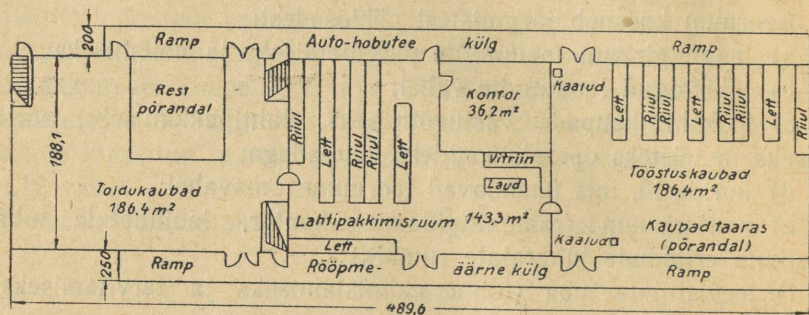 200
Ramp
Auto-hobutee külg
Ramp
Rest
põrandal
Riiul
Lett
Riiul
Riiul
Lett
Kontor
36,2 m²
Kaalud
Lett
Riiul
Riiul
Lett
Riiul
Riiul
Lett
Riiul
188,1
Toidukaubad
186.4 m²
Vitriin
Laud
Tööstuskaubad
186.4 m²
Lahtipakkimisruum 143.3 m²
Lett
Kaalud
Kaubad taaras
(põrandal)
250
Ramp
Rööpme-
äärne külg
Ramp
489,6